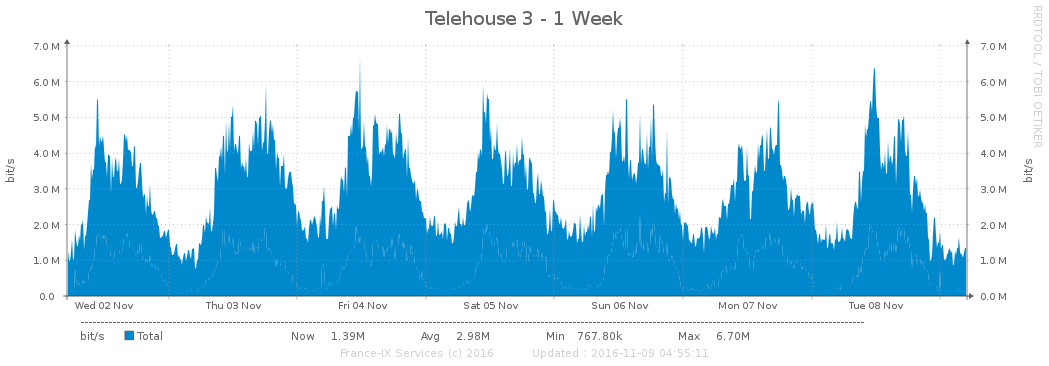 Telehouse 3 - 1 Week
RRDTOOL / TOBI OETIKER
bit/s
7.0 M 7.0 M
6.0 M 6.0 M
5.0 M 5.0 M
4.0 M 4.0 M
3.0 M 3.0 M
2.0 M 2.0 M
1.0 M 1.0 M
0.0 0.0 M
bit/s
Wed 02 Nov Thu 03 Nov Fri 04 Nov Sat 05 Nov Sun 06 Nov Mon 07 Nov Tue 08 Nov
bit/s Total Now 1.39M Avg 2.98M Min 767.80k Max 6.70M
France-IX Services (c) 2016 Updated : 2016-11-09 04:55:11